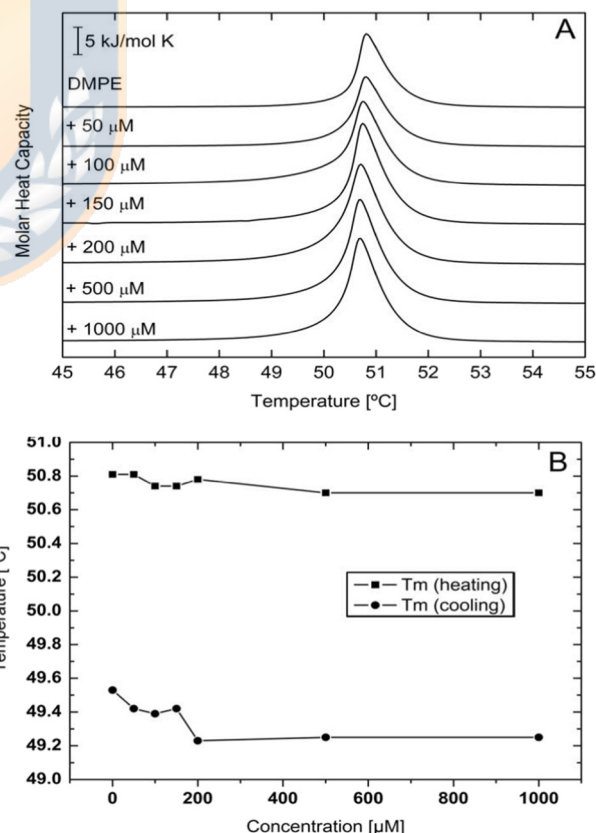 A
5 kJ/mol K
DMPE
+ 50 μM
+ 100 μM
+ 150 μM
+ 200 μM
+ 500 μM
+ 1000 μM
Molar Heat Capacity
45 46 47 48 49 50 51 52 53 54 55
Temperature [ºC]
B
51.0
50.8
50.6
50.4
50.2
50.0
49.8
49.6
49.4
49.2
49.0
Tm (heating)
Tm (cooling)
0 200 400 600 800 1000
Concentration [μM]